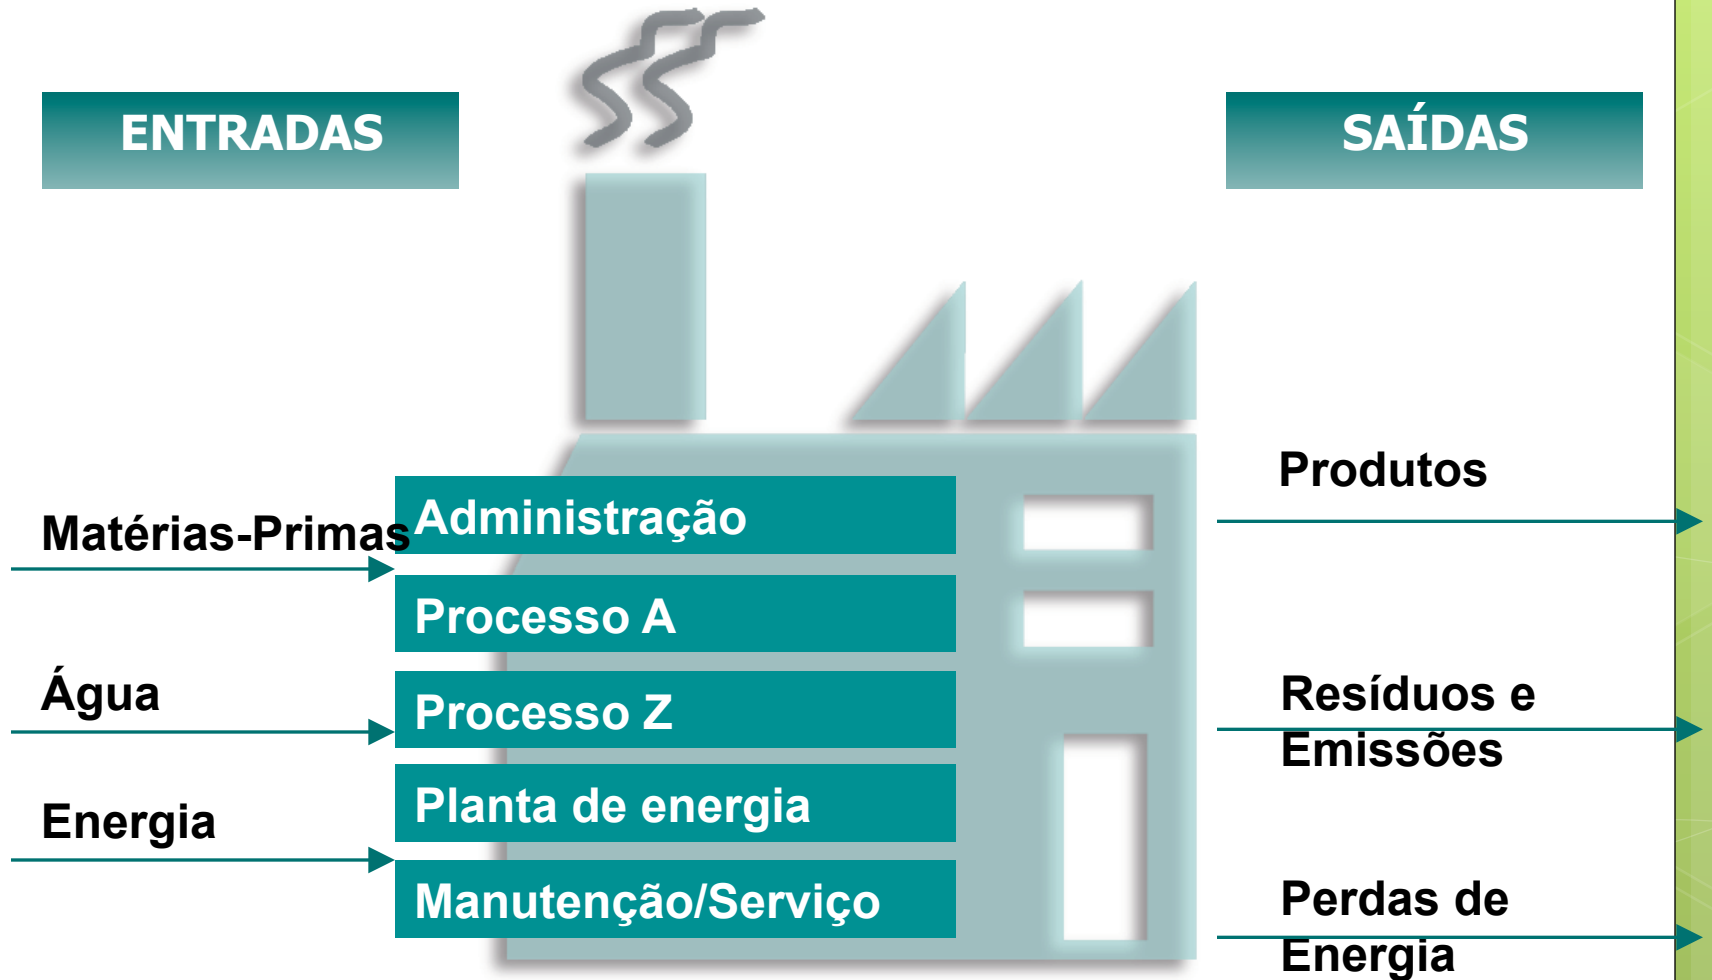 ENTRADAS
SAÍDAS
Matérias-Primas
Água
Energia
Administração
Processo A
Processo Z
Planta de energia
Manutenção/Serviço
Produtos
Resíduos e
Emissões
Perdas de
Energia